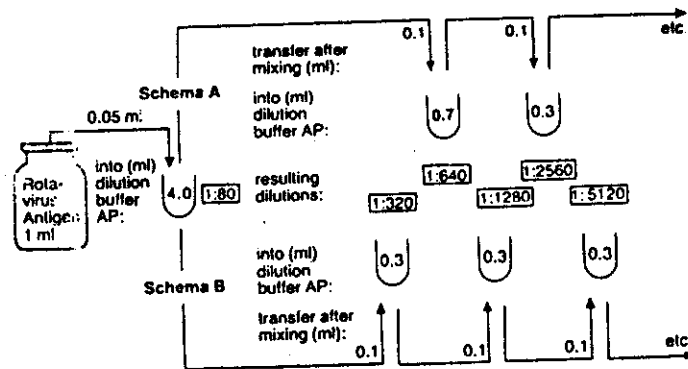 0.1
0.1
etc.
transfer after
mixing (ml):
Schema A
0.05 ml
into (ml)
dilution
buffer AP:
0.7
0.3
Rota-
virus
Antigen
1 ml
into (ml)
dilution
buffer AP:
4.0
1:80
resulting
dilutions:
1:320
1:640
1:1280
1:2560
1:5120
Schema B
into (ml)
dilution
buffer AP:
0.3
0.3
0.3
transfer after
mixing (ml):
0.1
0.1
0.1
etc